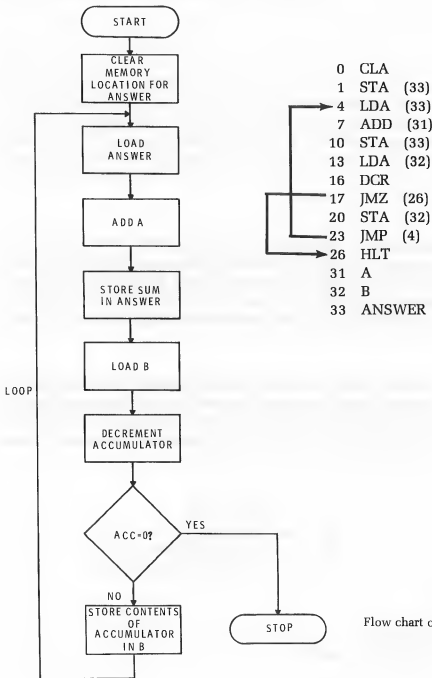 START
CLEAR
MEMORY
LOCATION FOR
ANSWER
LOAD
ANSWER
ADD A
STORE SUM
IN ANSWER
LOAD B
LOOP
DECREMENT
ACCUMULATOR
ACC=0?
YES
NO
STORE CONTENTS
OF
ACCUMULATOR
IN B
STOP
0 CLA
1 STA (33)
4 LDA (33)
7 ADD (31)
10 STA (33)
13 LDA (32)
16 DCR
17 JMZ (26)
20 STA (32)
23 JMP (4)
26 HLT
31 A
32 B
33 ANSWER
Flow chart o